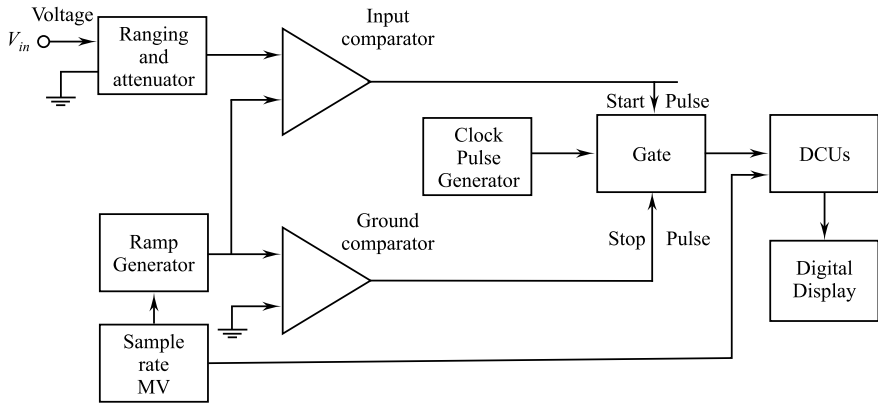 Voltage
V_in
Ranging
and
attenuator
Input
comparator
Start Pulse
Clock
Pulse
Generator
Gate
DCUs
Ramp
Generator
Ground
comparator
Stop Pulse
Digital
Display
Sample
rate
MV